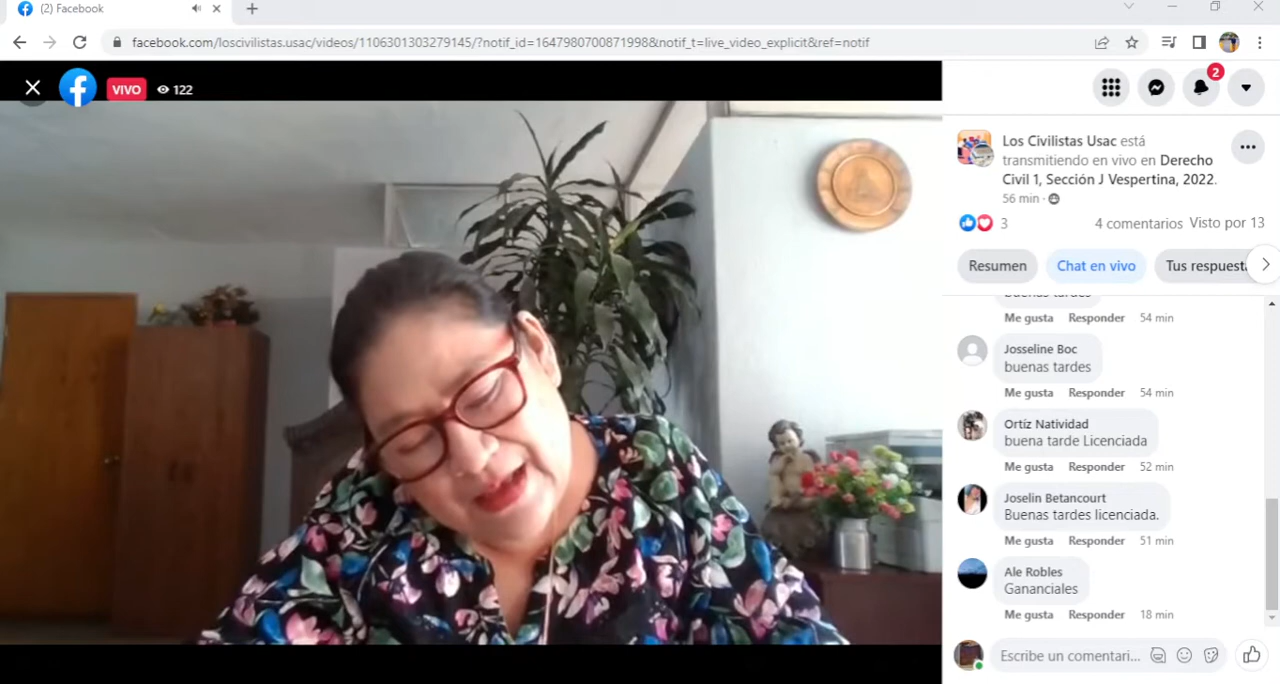 (2) Facebook
facebook.com/loscivilistas.usac/videos/1106301303279145/?notif_id=1647980700871998&notif_t=live_video_explicit&ref=notif
VIVO 122
2
Los Civilistas Usac está
transmitiendo en vivo en Derecho
Civil 1, Sección J Vespertina, 2022.
56 min ·
3 4 comentarios Visto por 13
Resumen Chat en vivo Tus respuest
buenas tardes
Me gusta Responder 54 min
Josseline Boc
buenas tardes
Me gusta Responder 54 min
Ortíz Natividad
buena tarde Licenciada
Me gusta Responder 52 min
Joselin Betancourt
Buenas tardes licenciada.
Me gusta Responder 51 min
Ale Robles
Gananciales
Me gusta Responder 18 min
Escribe un comentari...